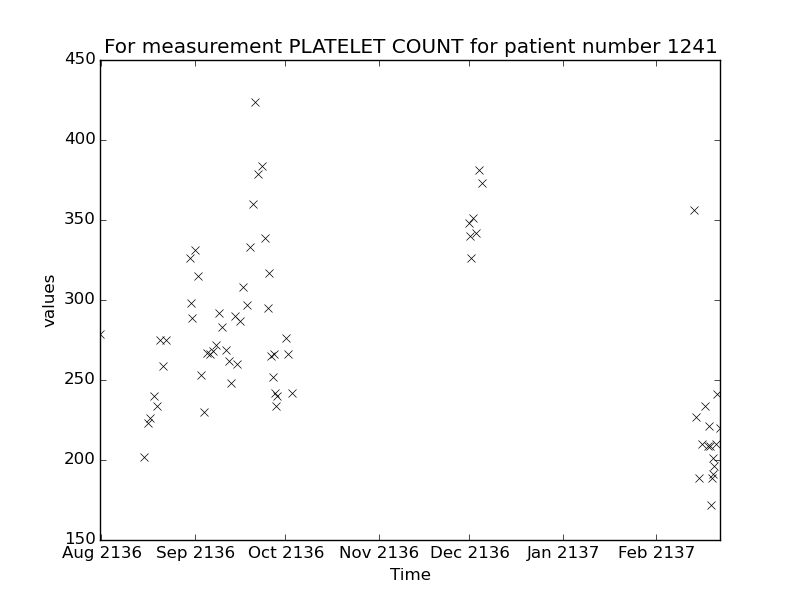 For measurement PLATELET COUNT for patient number 1241
450
400
350
300
250
200
150
values
Aug 2136 Sep 2136 Oct 2136 Nov 2136 Dec 2136 Jan 2137 Feb 2137
Time